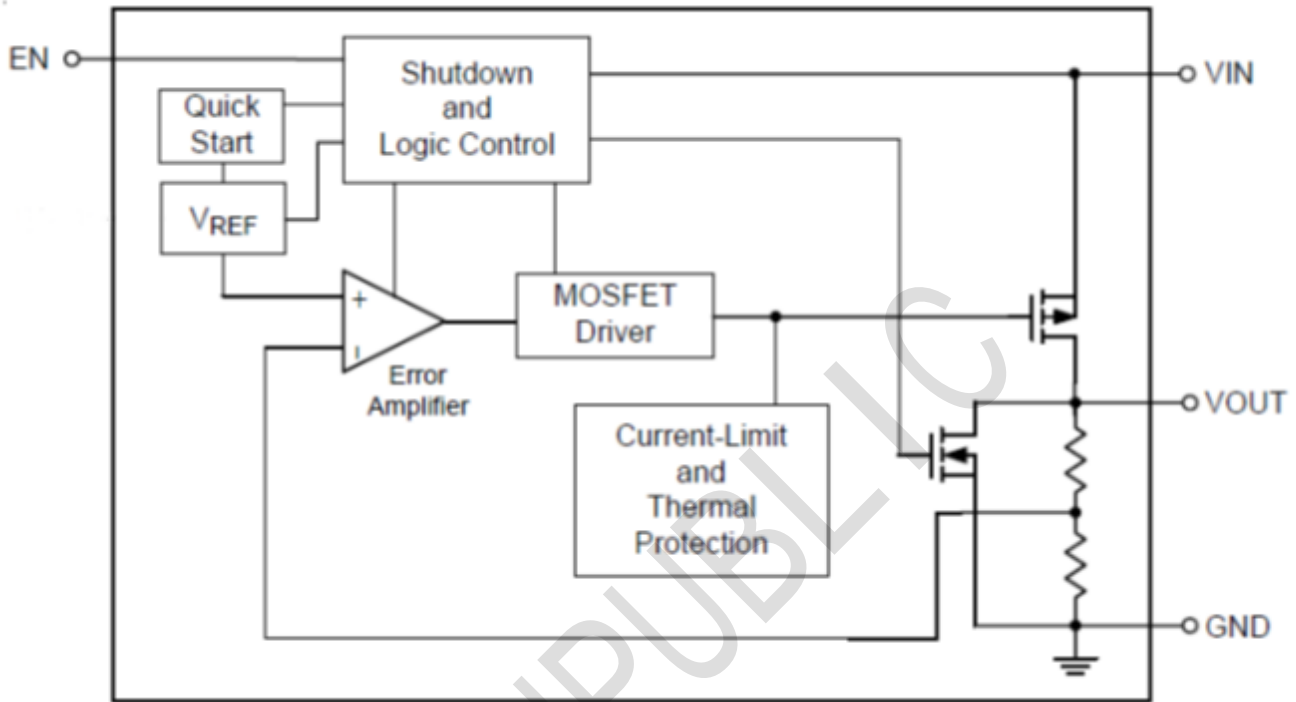 EN
Shutdown
and
Logic Control
VIN
Quick
Start
VREF
+
-
Error
Amplifier
MOSFET
Driver
Current-Limit
and
Thermal
Protection
VOUT
GND
PUBLIC